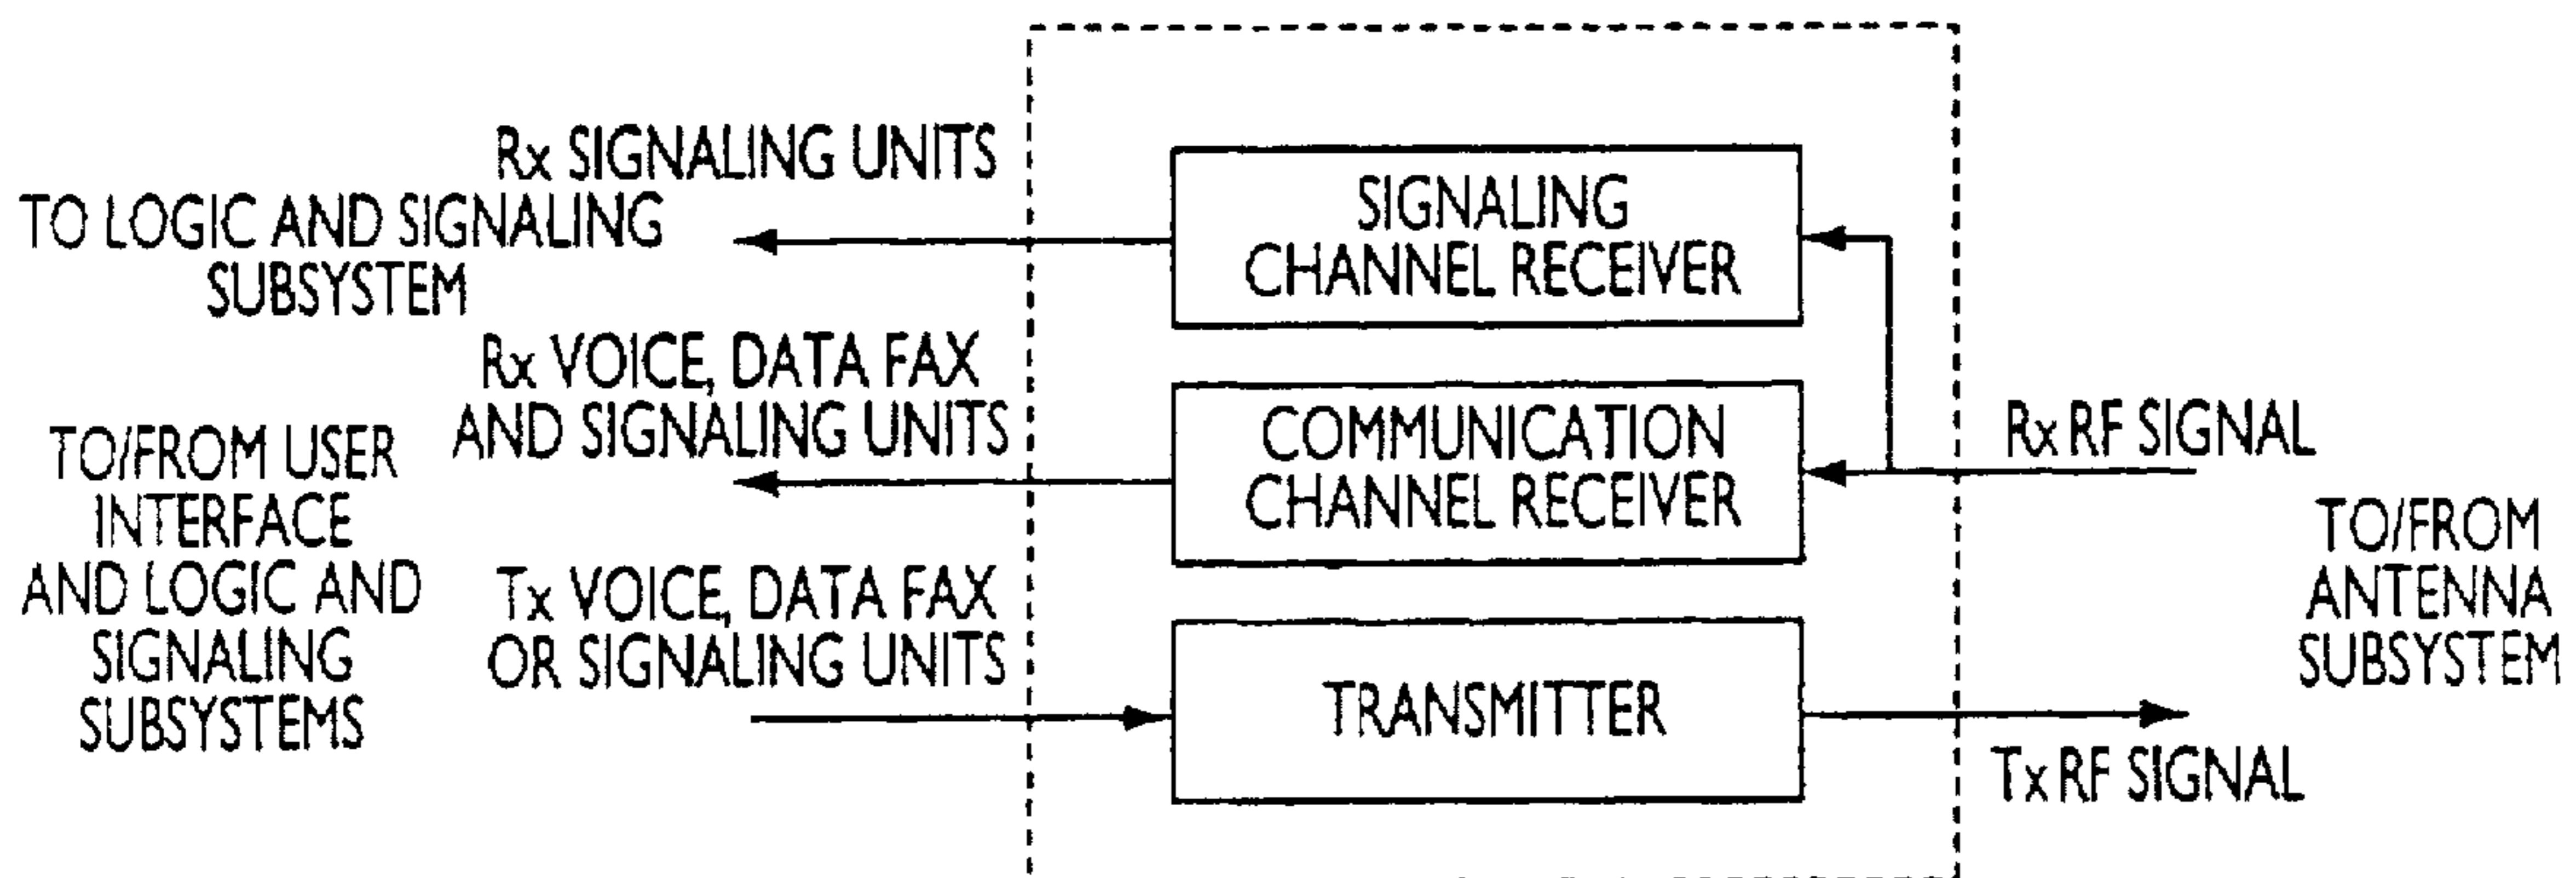 Rx SIGNALING UNITS
TO LOGIC AND SIGNALING
SUBSYSTEM
Rx VOICE, DATA FAX
AND SIGNALING UNITS
TO/FROM USER
INTERFACE
AND LOGIC AND
SIGNALING
SUBSYSTEMS
Tx VOICE, DATA FAX
OR SIGNALING UNITS
SIGNALING
CHANNEL RECEIVER
COMMUNICATION
CHANNEL RECEIVER
TRANSMITTER
Rx RF SIGNAL
TO/FROM
ANTENNA
SUBSYSTEM
Tx RF SIGNAL